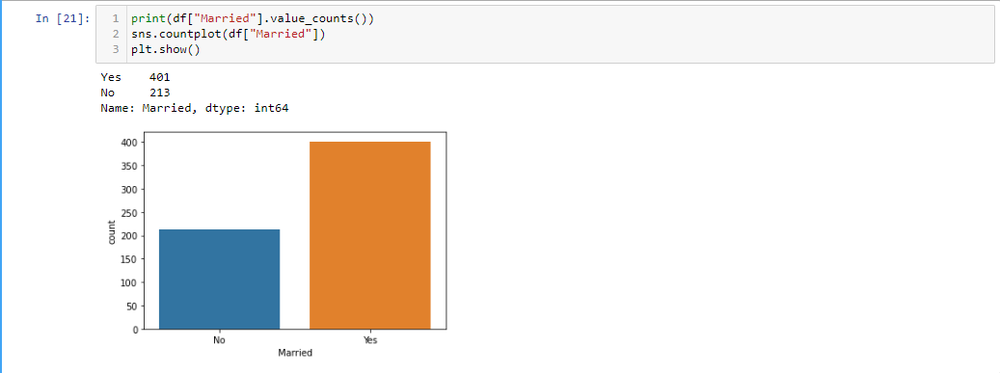 In [21]:
1 print(df["Married"].value_counts())
2 sns.countplot(df["Married"])
3 plt.show()
Yes    401
No     213
Name: Married, dtype: int64
400
350
300
250
200
150
100
50
0
count
No Yes
Married